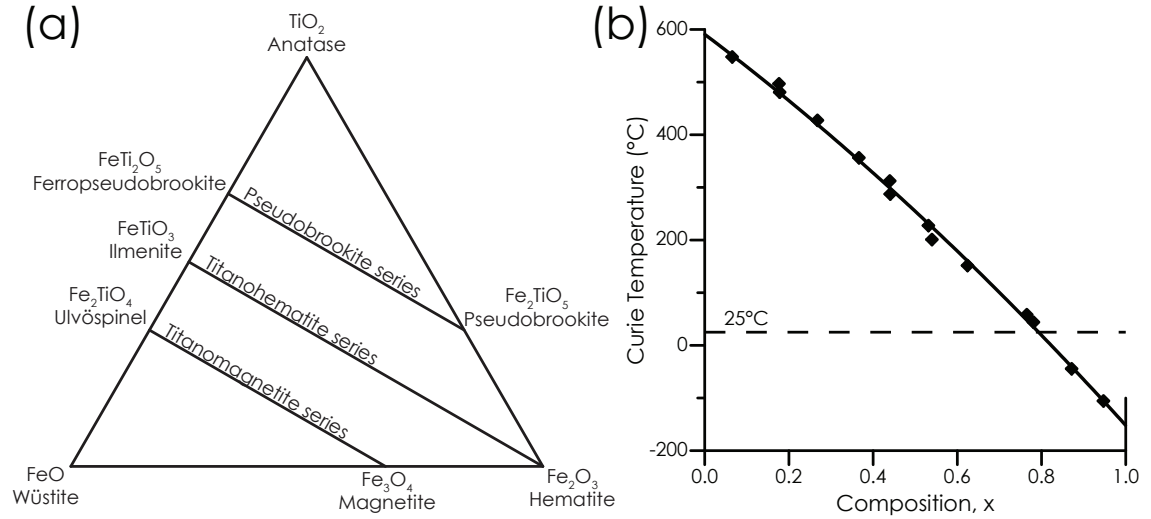 (a)
TiO₂
Anatase
FeTi₂O₅
Ferropseudobrookite
Pseudobrookite series
FeTiO₃
Ilmenite
Titanohematite series
Fe₂TiO₄
Ulvöspinel
Fe₂TiO₅
Pseudobrookite
Titanomagnetite series
FeO
Wüstite
Fe₃O₄
Magnetite
Fe₂O₃
Hematite
(b)
Curie Temperature (°C)
600
400
200
0
-200
25°C
0.0
0.2
0.4
0.6
0.8
1.0
Composition, x